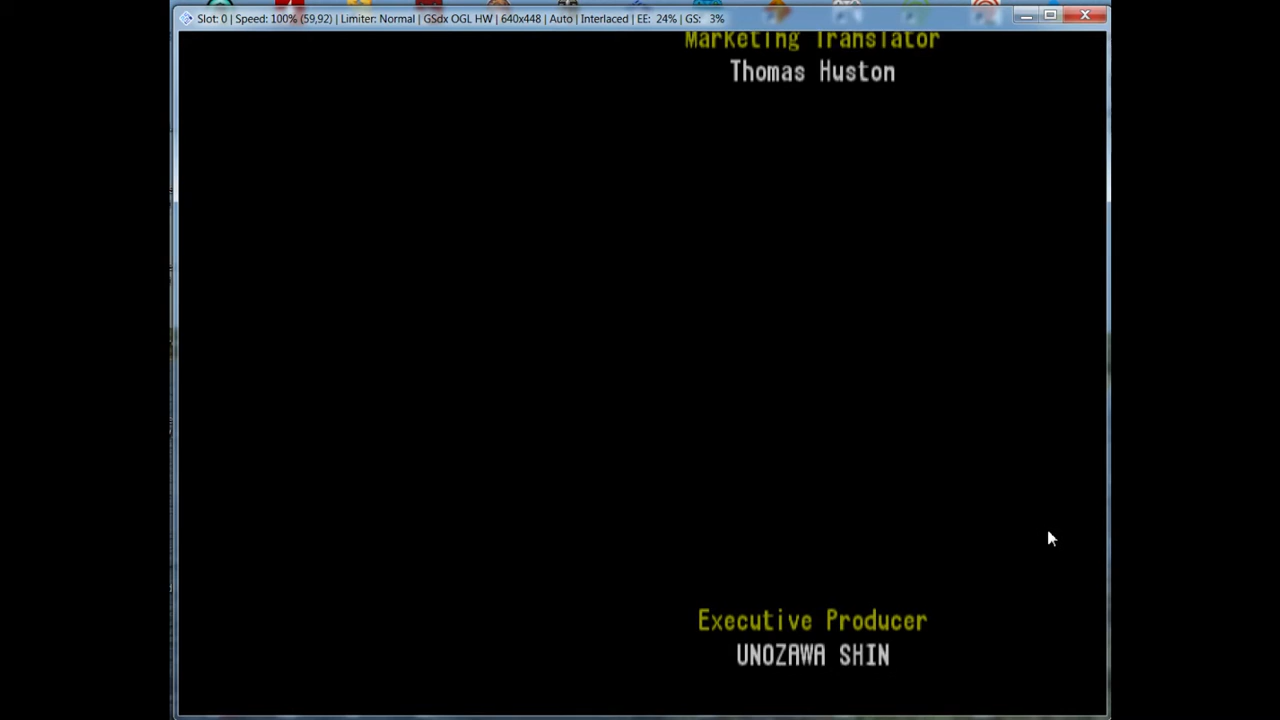 Slot: 0 | Speed: 100% (59,92) | Limiter: Normal | GSdx OGL HW | 640x448 | Auto | Interlaced | EE: 24% | GS: 3%
Marketing Translator
Thomas Huston
Executive Producer
UNOZAWA SHIN